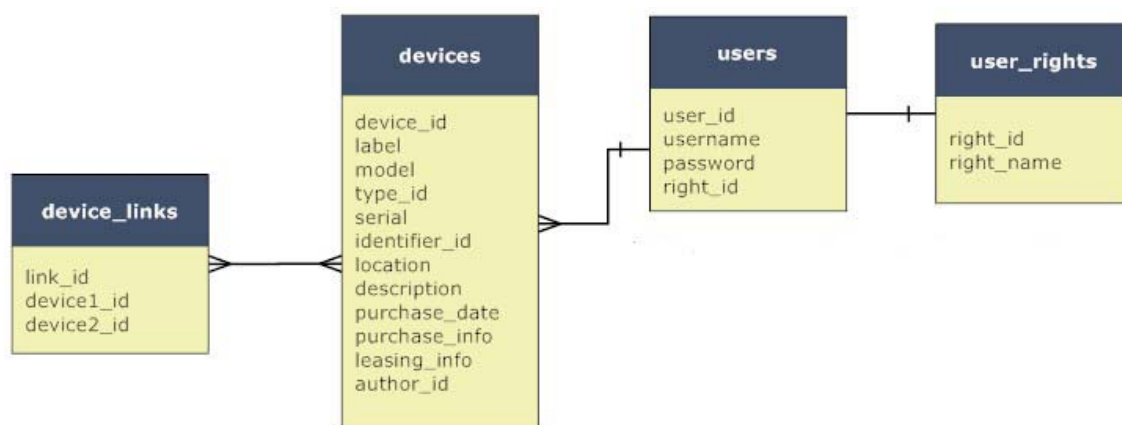 device_links
link_id
device1_id
device2_id
devices
device_id
label
model
type_id
serial
identifier_id
location
description
purchase_date
purchase_info
leasing_info
author_id
users
user_id
username
password
right_id
user_rights
right_id
right_name